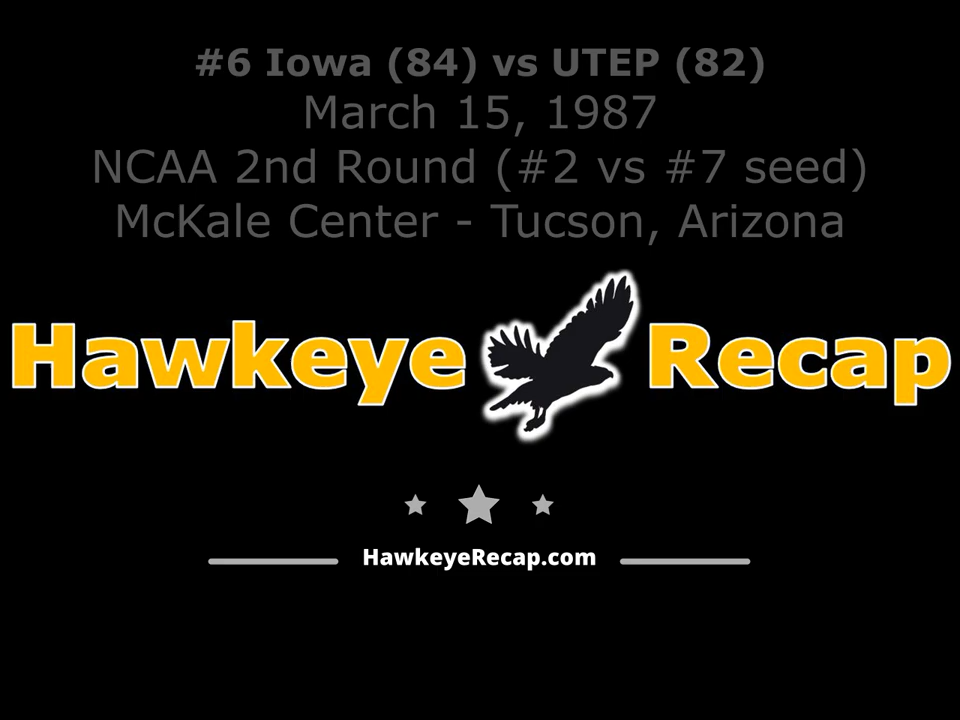 #6 Iowa (84) vs UTEP (82)
March 15, 1987
NCAA 2nd Round (#2 vs #7 seed)
McKale Center - Tucson, Arizona
Hawkeye Recap
HawkeyeRecap.com